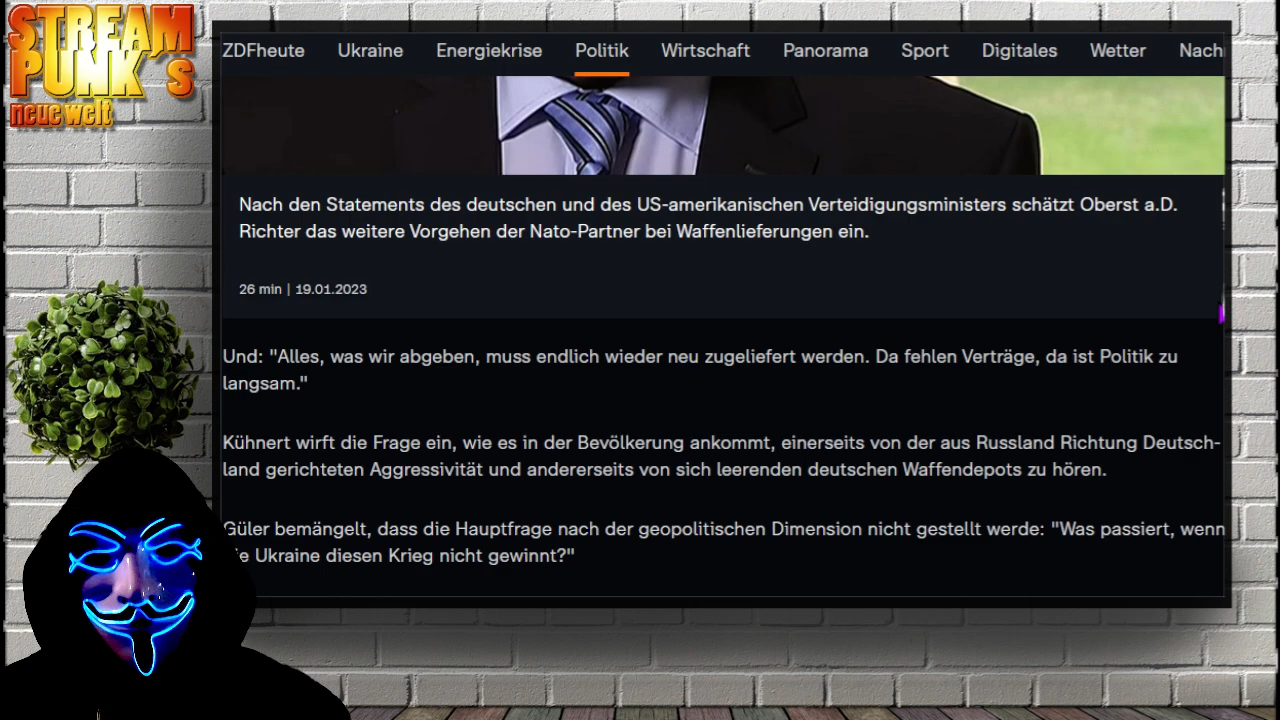 STREAM
PUNK´s
neue welt
ZDFheute Ukraine Energiekrise Politik Wirtschaft Panorama Sport Digitales Wetter Nach
Nach den Statements des deutschen und des US-amerikanischen Verteidigungsministers schätzt Oberst a.D.
Richter das weitere Vorgehen der Nato-Partner bei Waffenlieferungen ein.
26 min | 19.01.2023
Und: "Alles, was wir abgeben, muss endlich wieder neu zugeliefert werden. Da fehlen Verträge, da ist Politik zu
langsam."
Kühnert wirft die Frage ein, wie es in der Bevölkerung ankommt, einerseits von der aus Russland Richtung Deutsch-
land gerichteten Aggressivität und andererseits von sich leerenden deutschen Waffendepots zu hören.
Güler bemängelt, dass die Hauptfrage nach der geopolitischen Dimension nicht gestellt werde: "Was passiert, wenn
e Ukraine diesen Krieg nicht gewinnt?"